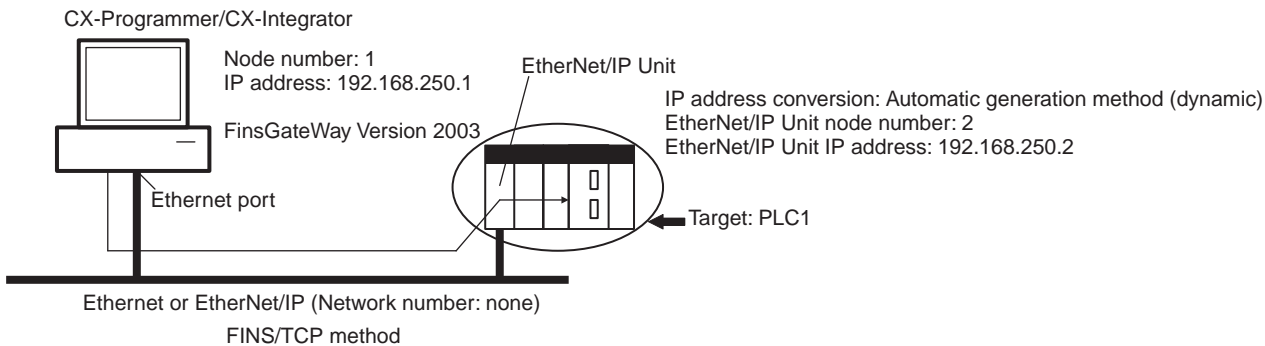 CX-Programmer/CX-Integrator
Node number: 1
IP address: 192.168.250.1
FinsGateWay Version 2003
Ethernet port
EtherNet/IP Unit
IP address conversion: Automatic generation method (dynamic)
EtherNet/IP Unit node number: 2
EtherNet/IP Unit IP address: 192.168.250.2
Target: PLC1
Ethernet or EtherNet/IP (Network number: none)
FINS/TCP method